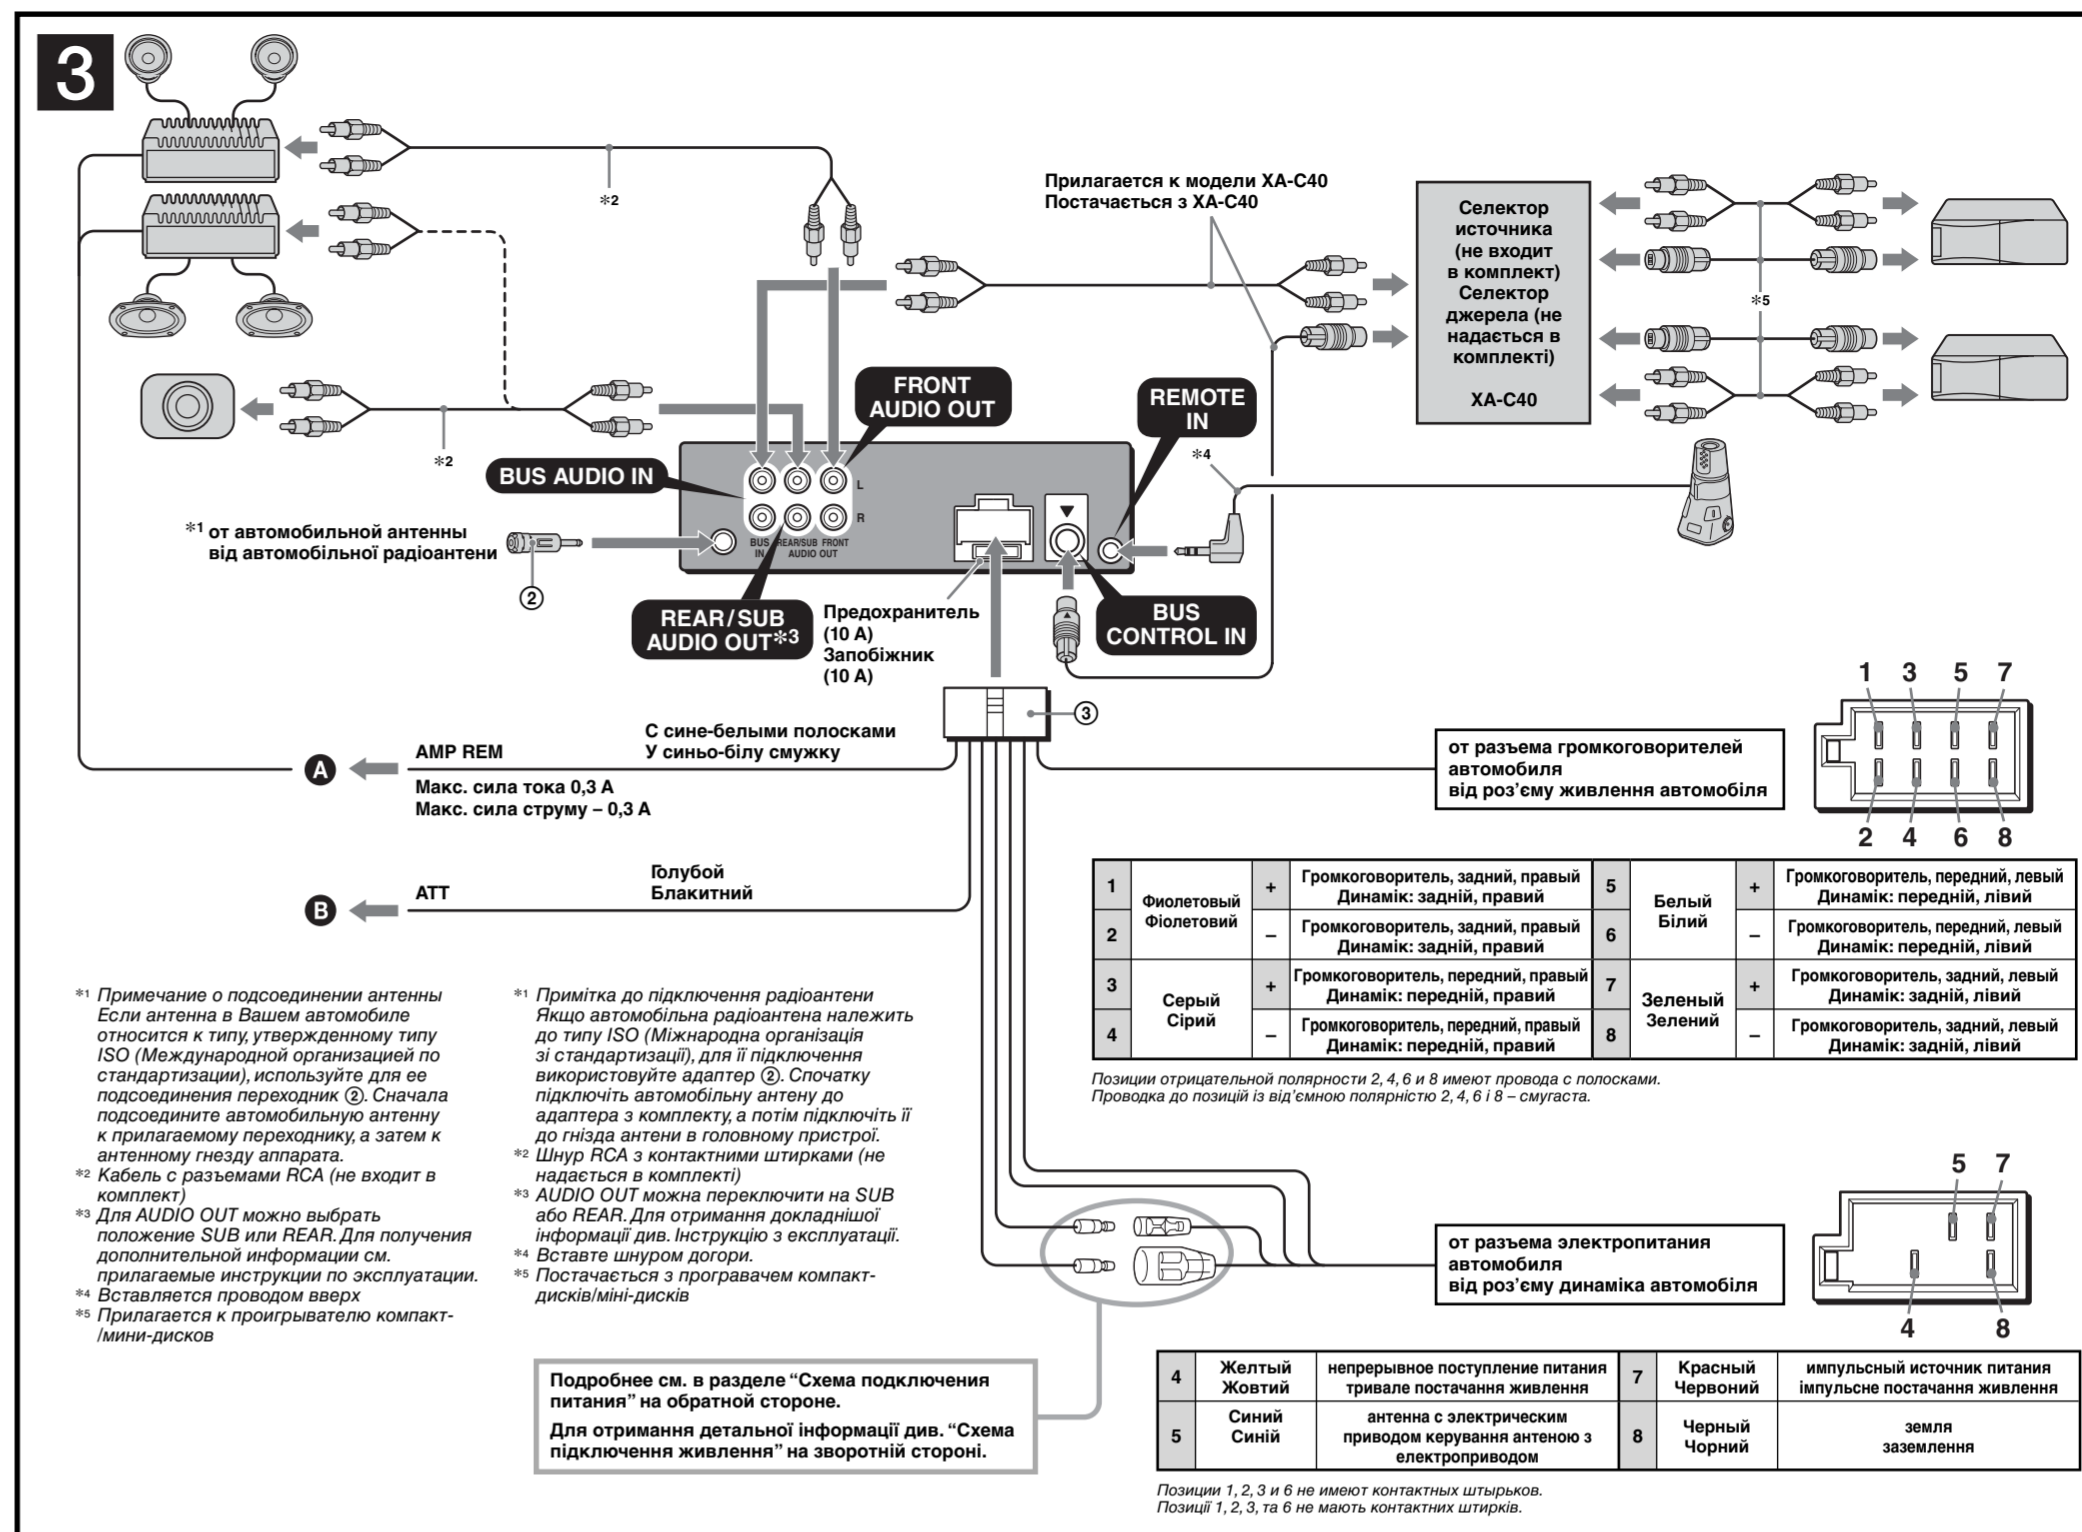 3
*2
Прилагается к модели XA-C40
Постачається з XA-C40
Селектор
источника
(не входит
в комплект)
Селектор
джерела (не
надається в
комплекті)
XA-C40
*5
FRONT
AUDIO OUT
REMOTE
IN
*4
*2
BUS AUDIO IN
L
R
BUS
IN
REAR/SUB FRONT
AUDIO OUT
*1 от автомобильной антенны
від автомобільної радіоантени
2
REAR/SUB
AUDIO OUT*3
Предохранитель
(10 A)
Запобіжник
(10 A)
BUS
CONTROL IN
3
A
AMP REM
С сине-белыми полосками
У синьо-білу смужку
Макс. сила тока 0,3 A
Макс. сила струму – 0,3 А
B
ATT
Голубой
Блакитний
от разъема громкоговорителей
автомобиля
від роз’єму живлення автомобіля
1 3 5 7
2 4 6 8
1
Фиолетовый
Фіолетовий
+
Громкоговоритель, задний, правый
Динамік: задній, правий
2
–
Громкоговоритель, задний, правый
Динамік: задній, правий
3
Серый
Сірий
+
Громкоговоритель, передний, правый
Динамік: передній, правий
4
–
Громкоговоритель, передний, правый
Динамік: передній, правий
5
Белый
Білий
+
Громкоговоритель, передний, левый
Динамік: передній, лівий
6
–
Громкоговоритель, передний, левый
Динамік: передній, лівий
7
Зеленый
Зелений
+
Громкоговоритель, задний, левый
Динамік: задній, лівий
8
–
Громкоговоритель, задний, левый
Динамік: задній, лівий
Позиции отрицательной полярности 2, 4, 6 и 8 имеют провода с полосками.
Проводка до позицій із від’ємною полярністю 2, 4, 6 і 8 – смугаста.
*1 Примечание о подсоединении антенны
Если антенна в Вашем автомобиле
относится к типу, утвержденному типу
ISO (Международной организацией по
стандартизации), используйте для ее
подсоединения переходник ②. Сначала
подсоедините автомобильную антенну
к прилагаемому переходнику, а затем к
антенному гнезду аппарата.
*2 Кабель с разъемами RCA (не входит в
комплект)
*3 Для AUDIO OUT можно выбрать
положение SUB или REAR. Для получения
дополнительной информации см.
прилагаемые инструкции по эксплуатации.
*4 Вставляется проводом вверх
*5 Прилагается к проигрывателю компакт-
/мини-дисков
*1 Примітка до підключення радіоантени
Якщо автомобільна радіоантена належить
до типу ISO (Міжнародна організація
зі стандартизації), для її підключення
використовуйте адаптер ②. Спочатку
підключіть автомобільну антену до
адаптера з комплекту, а потім підключіть її
до гнізда антени в головному пристрої.
*2 Шнур RCA з контактними штирками (не
надається в комплекті)
*3 AUDIO OUT можна переключити на SUB
або REAR. Для отримання докладнішої
інформації див. Інструкцію з експлуатації.
*4 Вставте шнуром догори.
*5 Постачається з програвачем компакт-
дисків/міні-дисків
от разъема электропитания
автомобиля
від роз’єму динаміка автомобіля
5 7
4 8
Подробнее см. в разделе “Схема подключения
питания” на обратной стороне.
Для отримання детальної інформації див. “Схема
підключення живлення” на зворотній стороні.
4
Желтый
Жовтий
непрерывное поступление питания
тривале постачання живлення
7
Красный
Червоний
импульсный источник питания
імпульсне постачання живлення
5
Синий
Синій
антенна с электрическим
приводом керування антеною з
електроприводом
8
Черный
Чорний
земля
заземлення
Позиции 1, 2, 3 и 6 не имеют контактных штырьков.
Позиції 1, 2, 3, та 6 не мають контактних штирків.